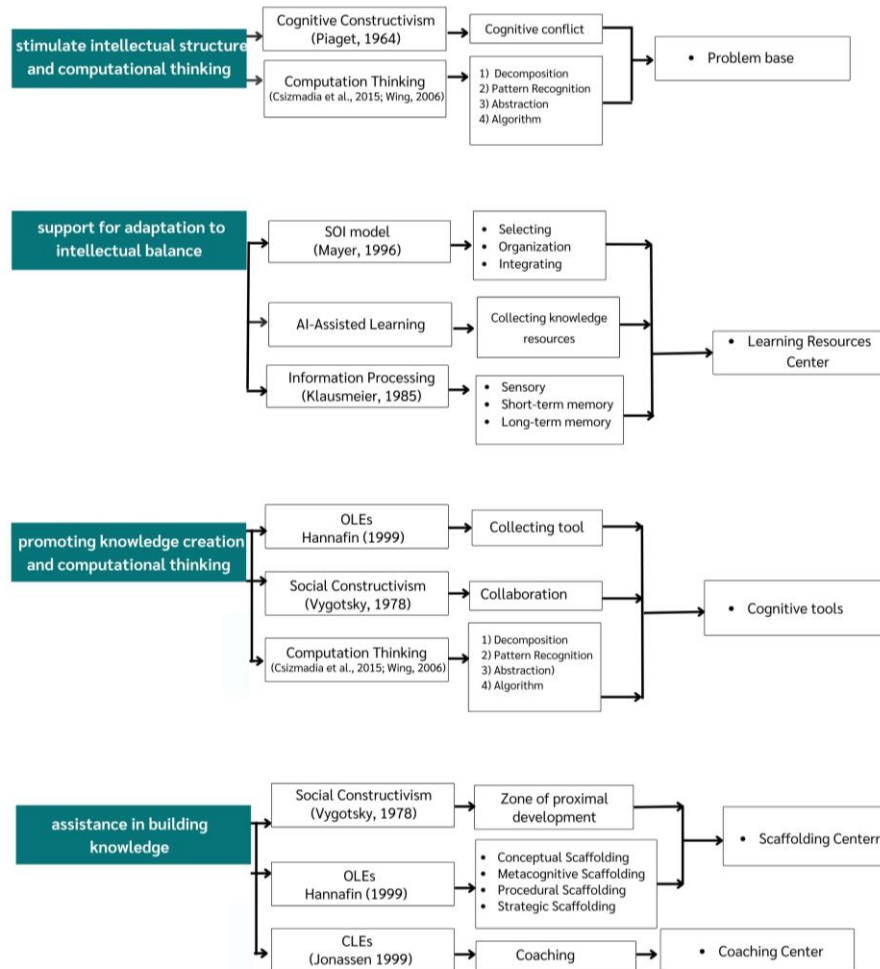 Cognitive Constructivism
(Piaget, 1964)
Cognitive conflict
stimulate intellectual structure
and computational thinking
• Problem base
Computation Thinking
(Csizmadia et al., 2015; Wing, 2006)
1) Decomposition
2) Pattern Recognition
3) Abstraction
4) Algorithm
support for adaptation to
intellectual balance
SOI model
(Mayer, 1996)
• Selecting
• Organization
• Integrating
AI-Assisted Learning
Collecting knowledge
resources
• Learning Resources
Center
Information Processing
(Klausmeier, 1985)
• Sensory
• Short-term memory
• Long-term memory
promoting knowledge creation
and computational thinking
OLEs
Hannafin (1999)
Collecting tool
Social Constructivism
(Vygotsky, 1978)
Collaboration
• Cognitive tools
Computation Thinking
(Csizmadia et al., 2015; Wing, 2006)
1) Decomposition
2) Pattern Recognition
3) Abstraction)
4) Algorithm
assistance in building
knowledge
Social Constructivism
(Vygotsky, 1978)
Zone of proximal
development
• Scaffolding Centerr
OLEs
Hannafin (1999)
• Conceptual Scaffolding
• Metacognitive Scaffolding
• Procedural Scaffolding
• Strategic Scaffolding
CLEs
(Jonassen 1999)
Coaching
• Coaching Center